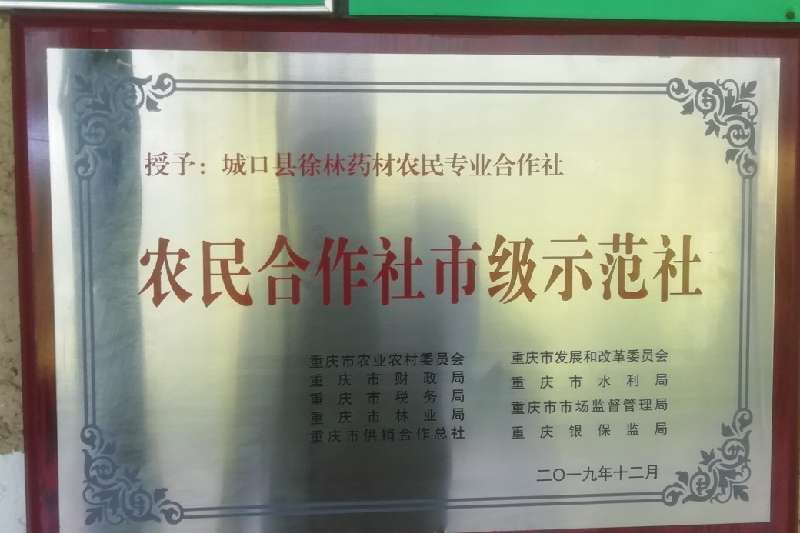 授予：城口县徐林药材农民专业合作社
农民合作社市级示范社
重庆市农业农村委员会
重庆市财政局
重庆市税务局
重庆市林业局
重庆市供销合作总社
重庆市发展和改革委员会
重庆市水利局
重庆市市场监督管理局
重庆银保监局
二〇一九年十二月